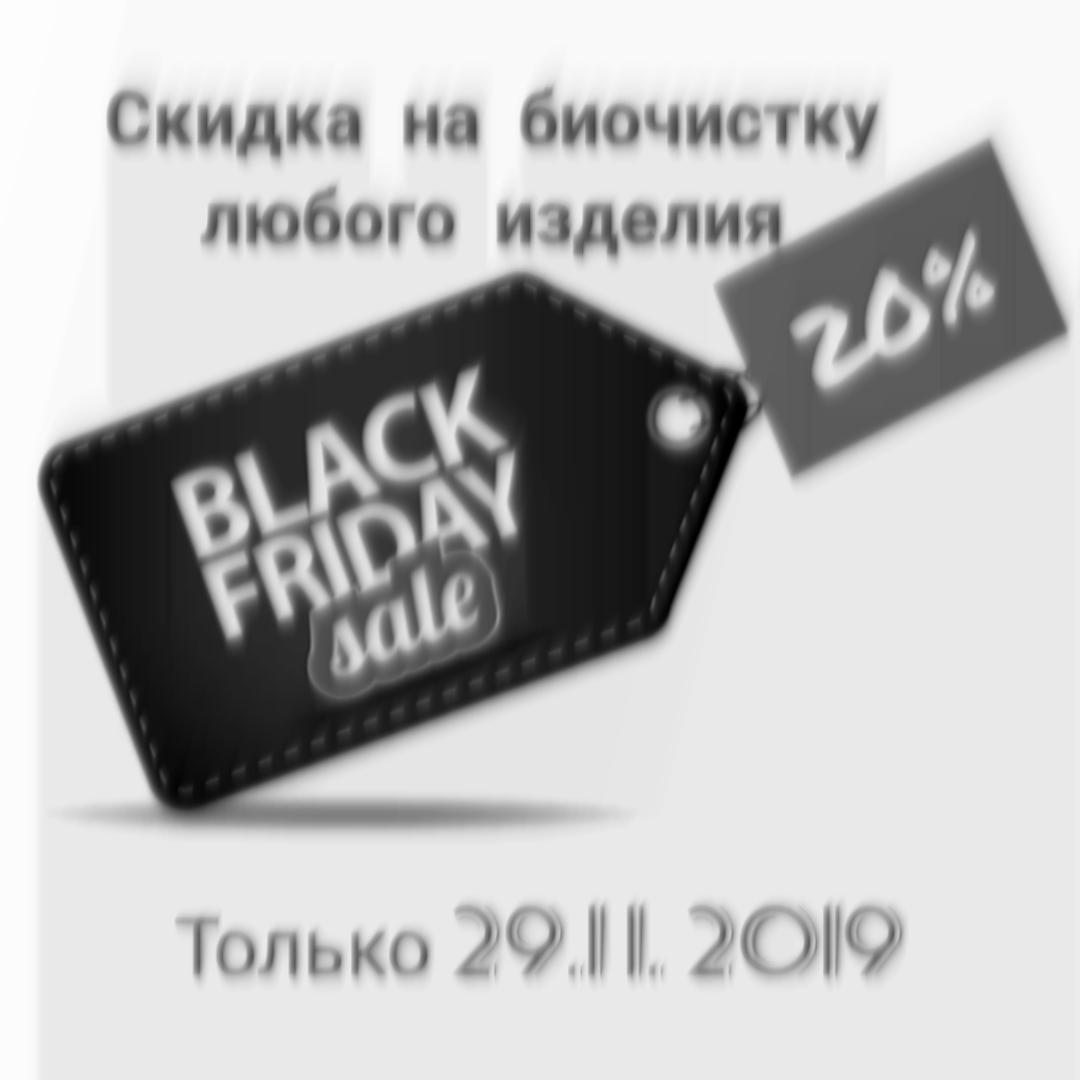 Скидка на биочистку
любого изделия
20%
BLACK
FRIDAY
sale
Только 29.11.2019